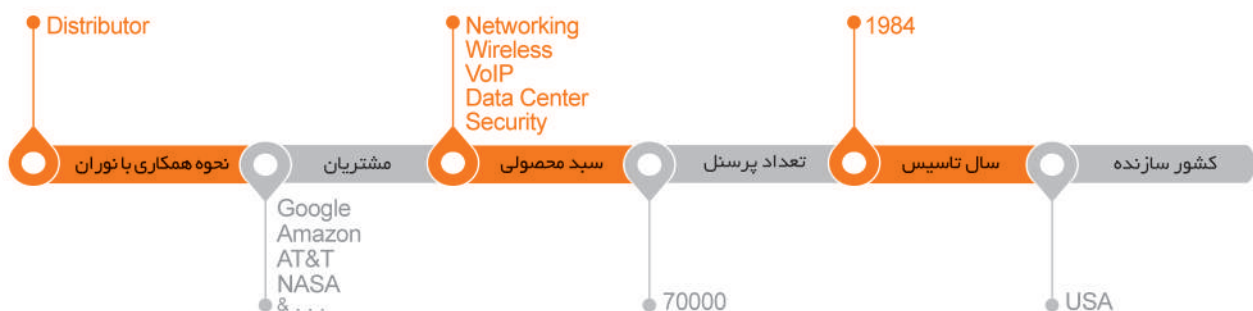 کشور سازنده
USA
سال تاسیس
1984
تعداد پرسنل
70000
سبد محصولی
Networking
Wireless
VoIP
Data Center
Security
مشتریان
Google
Amazon
AT&T
NASA
& . . .
نحوه همکاری با نوران
Distributor